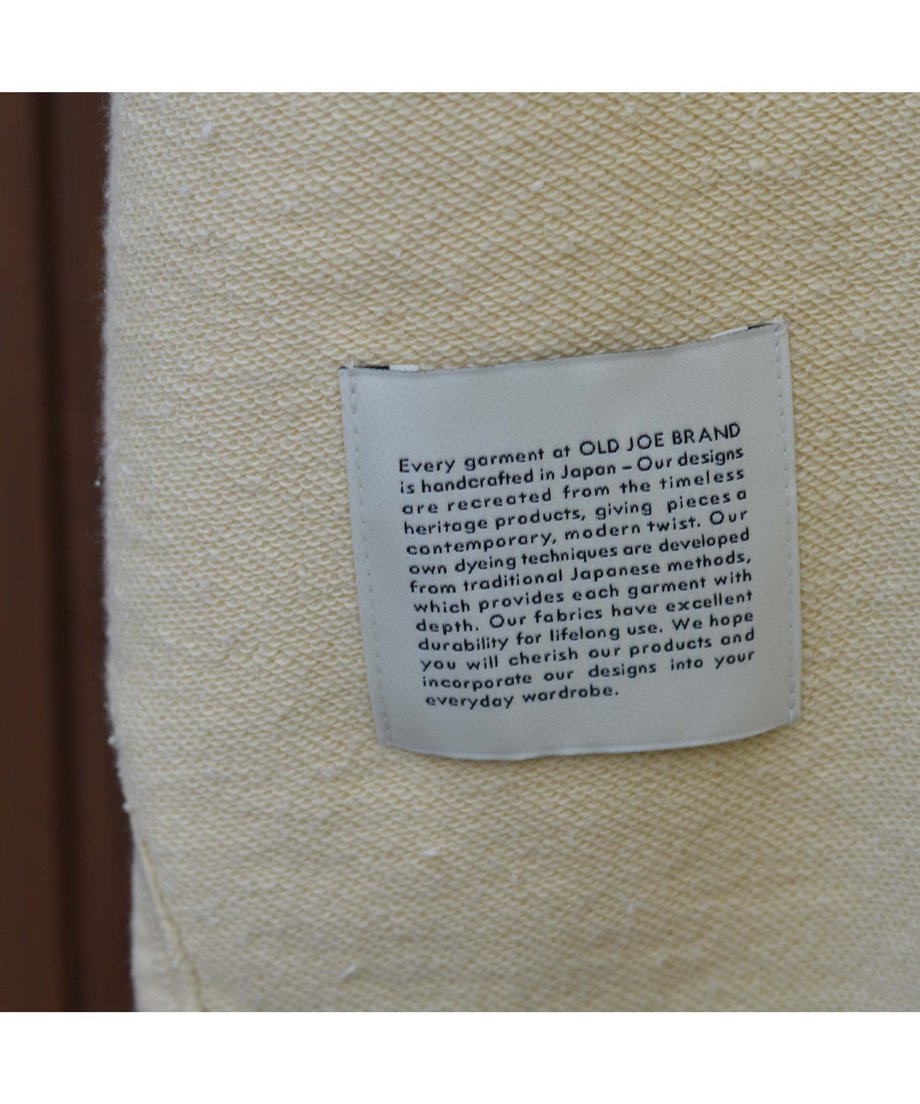 Every garment at OLD JOE BRAND
is handcrafted in Japan – Our designs
are recreated from the timeless
heritage products, giving pieces a
contemporary, modern twist. Our
own dyeing techniques are developed
from traditional Japanese methods,
which provides each garment with
depth. Our fabrics have excellent
durability for lifelong use. We hope
you will cherish our products and
incorporate our designs into your
everyday wardrobe.